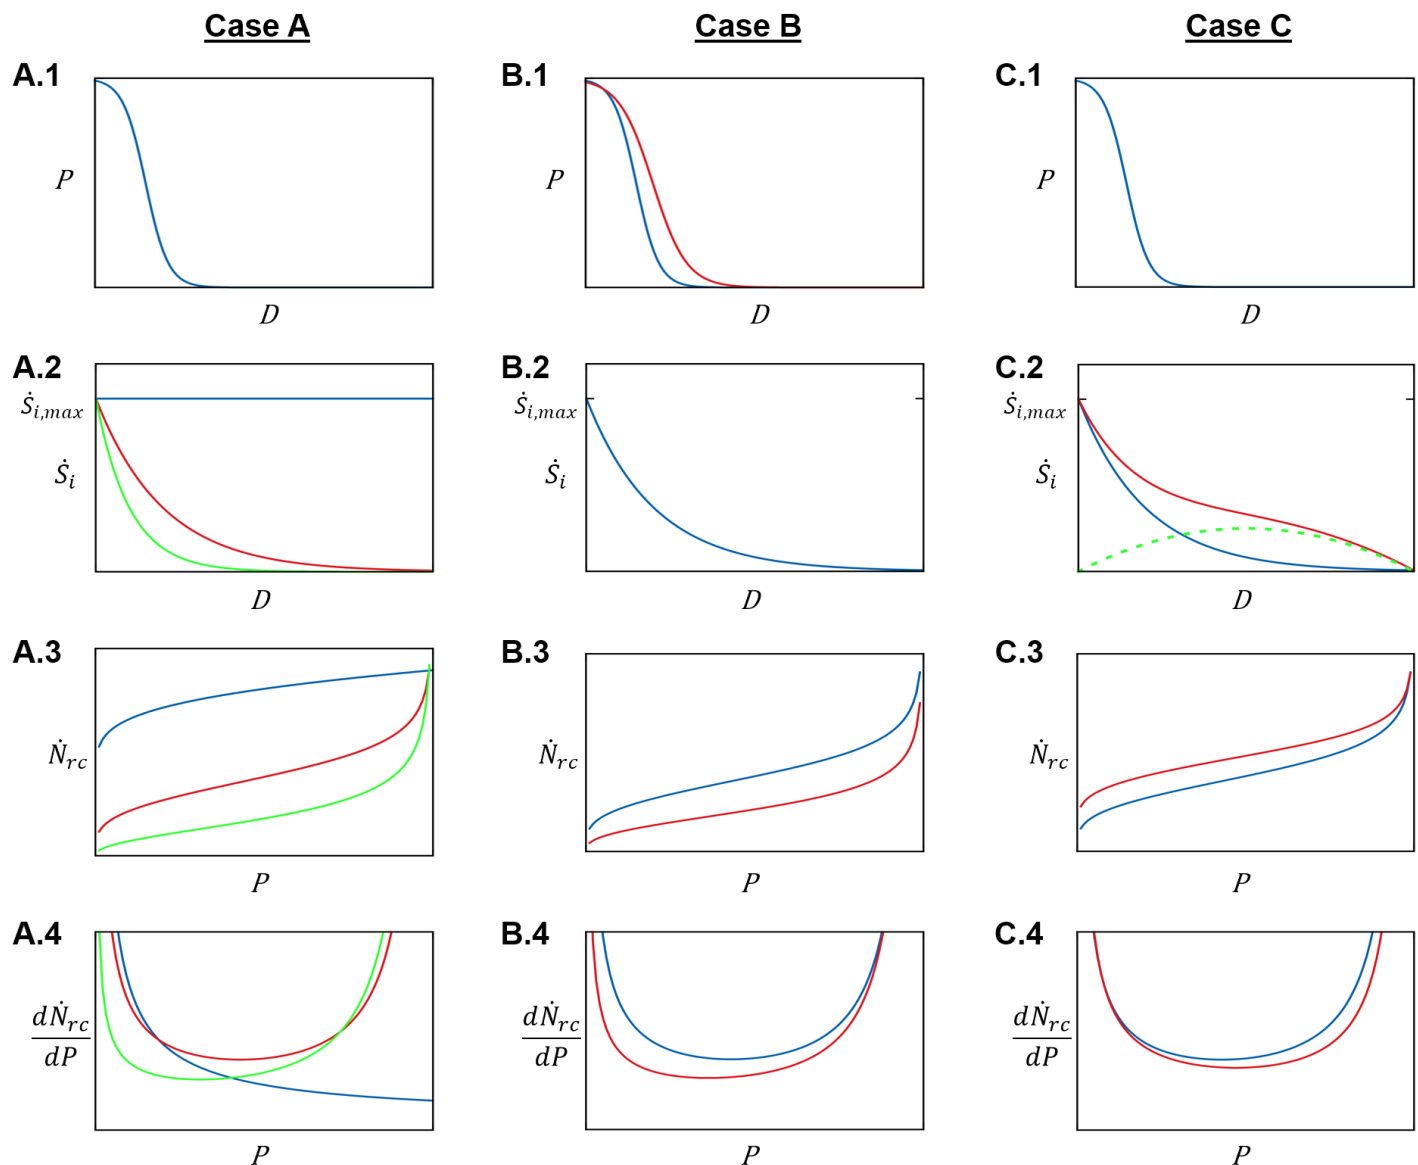 Case A Case B Case C
A.1 B.1 C.1
P P P
D D D
A.2 B.2 C.2
Ṡi,max Ṡi,max Ṡi,max
Ṡi Ṡi Ṡi
D D D
A.3 B.3 C.3
Ṅrc Ṅrc Ṅrc
P P P
A.4 B.4 C.4
dṄrc dṄrc dṄrc
dP dP dP
P P P